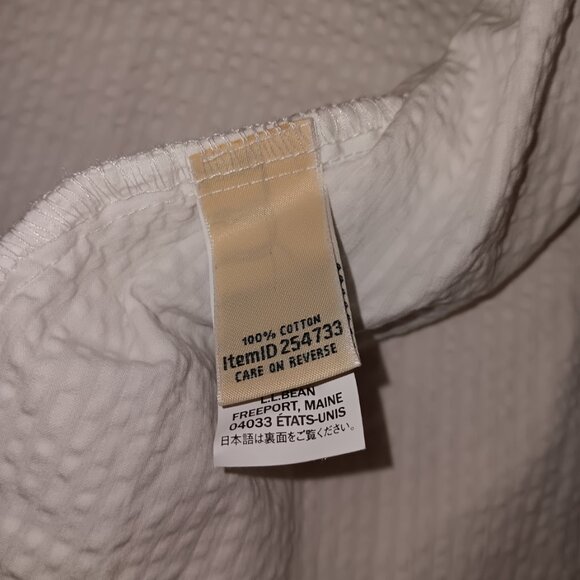 100% COTTON
ItemID 254733
CARE ON REVERSE
L.L.BEAN
FREEPORT, MAINE
04033 ÉTATS-UNIS
日本語は裏面をご覧ください。